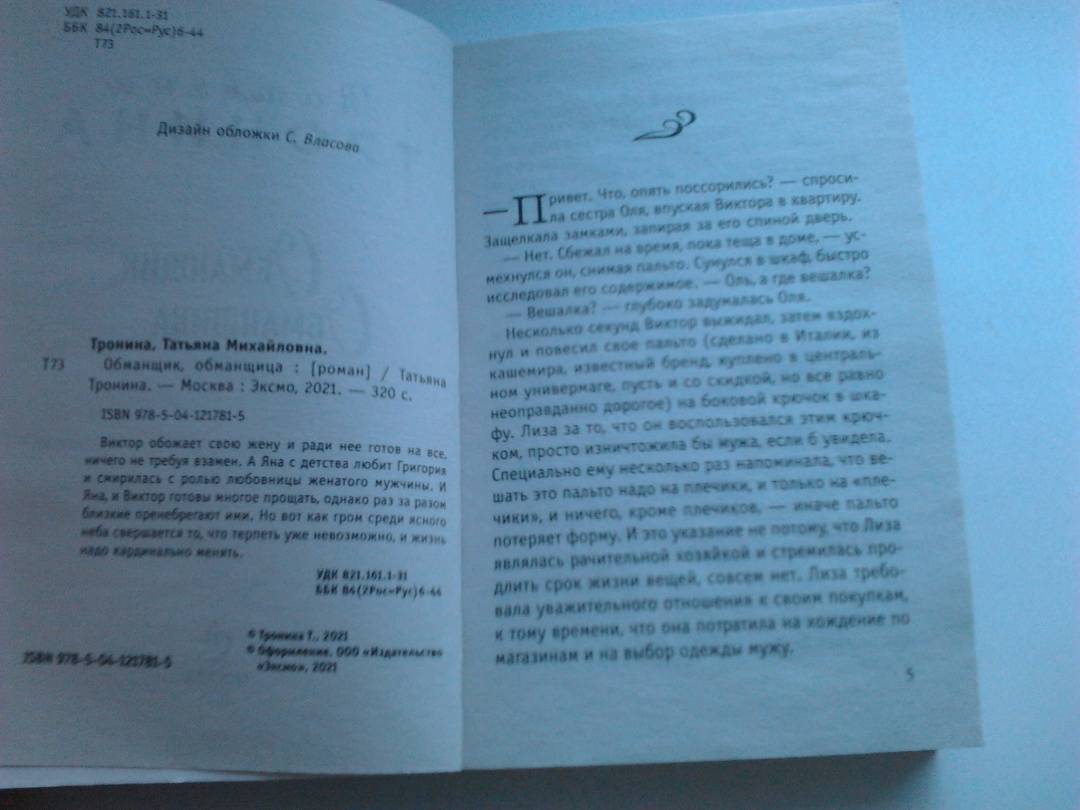 УДК 821.161.1-31
ББК 84(2Рос=Рус)6-44
Т73
Дизайн обложки С. Власова
Тронина, Татьяна Михайловна.
Т73 Обманщик, обманщица : [роман] / Татьяна
Тронина. — Москва : Эксмо, 2021. — 320 с.
ISBN 978-5-04-121781-5
Виктор обожает свою жену и ради нее готов на все,
ничего не требуя взамен. А Яна с детства любит Григория
и смирилась с ролью любовницы женатого мужчины. И
Яна, и Виктор готовы многое прощать, однако раз за разом
близкие пренебрегают ими. Но вот как гром среди ясного
неба свершается то, что терпеть уже невозможно, и жизнь
надо кардинально менять.
УДК 821.161.1-31
ББК 84(2Рос=Рус)6-44
© Тронина Т., 2021
© Оформление. ООО «Издательство
«Эксмо», 2021
ISBN 978-5-04-121781-5
— Привет. Что, опять поссорились? — спроси-
ла сестра Оля, впуская Виктора в квартиру.
Защелкала замками, запирая за его спиной дверь.
— Нет. Сбежал на время, пока теща в доме, — ус-
мехнулся он, снимая пальто. Сунулся в шкаф, быстро
исследовал его содержимое. — Оль, а где вешалка?
— Вешалка? — глубоко задумалась Оля.
Несколько секунд Виктор выжидал, затем вздох-
нул и повесил свое пальто (сделано в Италии, из
кашемира, известный бренд, куплено в централь-
ном универмаге, пусть и со скидкой, но все равно
неоправданно дорогое) на боковой крючок в шка-
фу. Лиза за то, что он воспользовался этим крюч-
ком, просто изничтожила бы мужа, если б увидела.
Специально ему несколько раз напоминала, что ве-
шать это пальто надо на плечики, и только на «пле-
чики», и ничего, кроме плечиков, — иначе пальто
потеряет форму. И это указание не потому, что Лиза
являлась рачительной хозяйкой и стремилась про-
длить срок жизни вещей, совсем нет. Лиза требо-
вала уважительного отношения к своим покупкам,
к тому времени, что она потратила на хождение по
магазинам и на выбор одежды мужу.
5